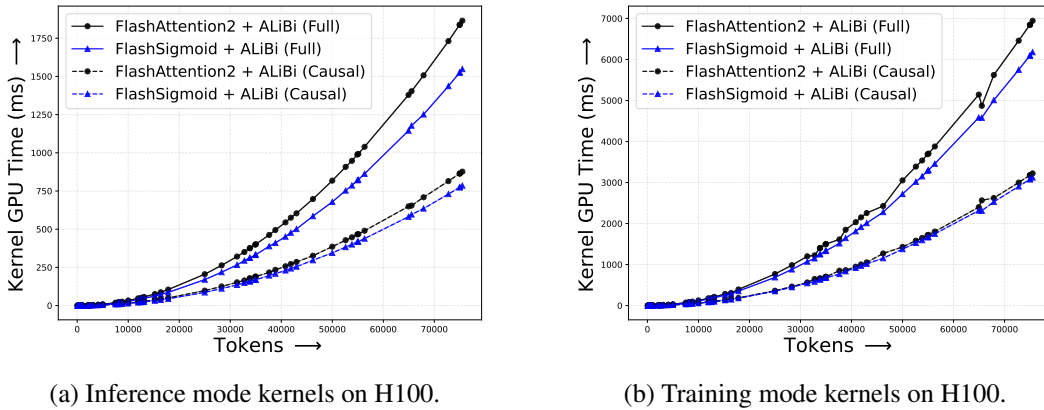 FlashAttention2 + ALiBi (Full)
FlashSigmoid + ALiBi (Full)
FlashAttention2 + ALiBi (Causal)
FlashSigmoid + ALiBi (Causal)
Kernel GPU Time (ms) ⟶
1750
1500
1250
1000
750
500
250
0
0 10000 20000 30000 40000 50000 60000 70000
Tokens ⟶
(a) Inference mode kernels on H100.
FlashAttention2 + ALiBi (Full)
FlashSigmoid + ALiBi (Full)
FlashAttention2 + ALiBi (Causal)
FlashSigmoid + ALiBi (Causal)
Kernel GPU Time (ms) ⟶
7000
6000
5000
4000
3000
2000
1000
0
0 10000 20000 30000 40000 50000 60000 70000
Tokens ⟶
(b) Training mode kernels on H100.